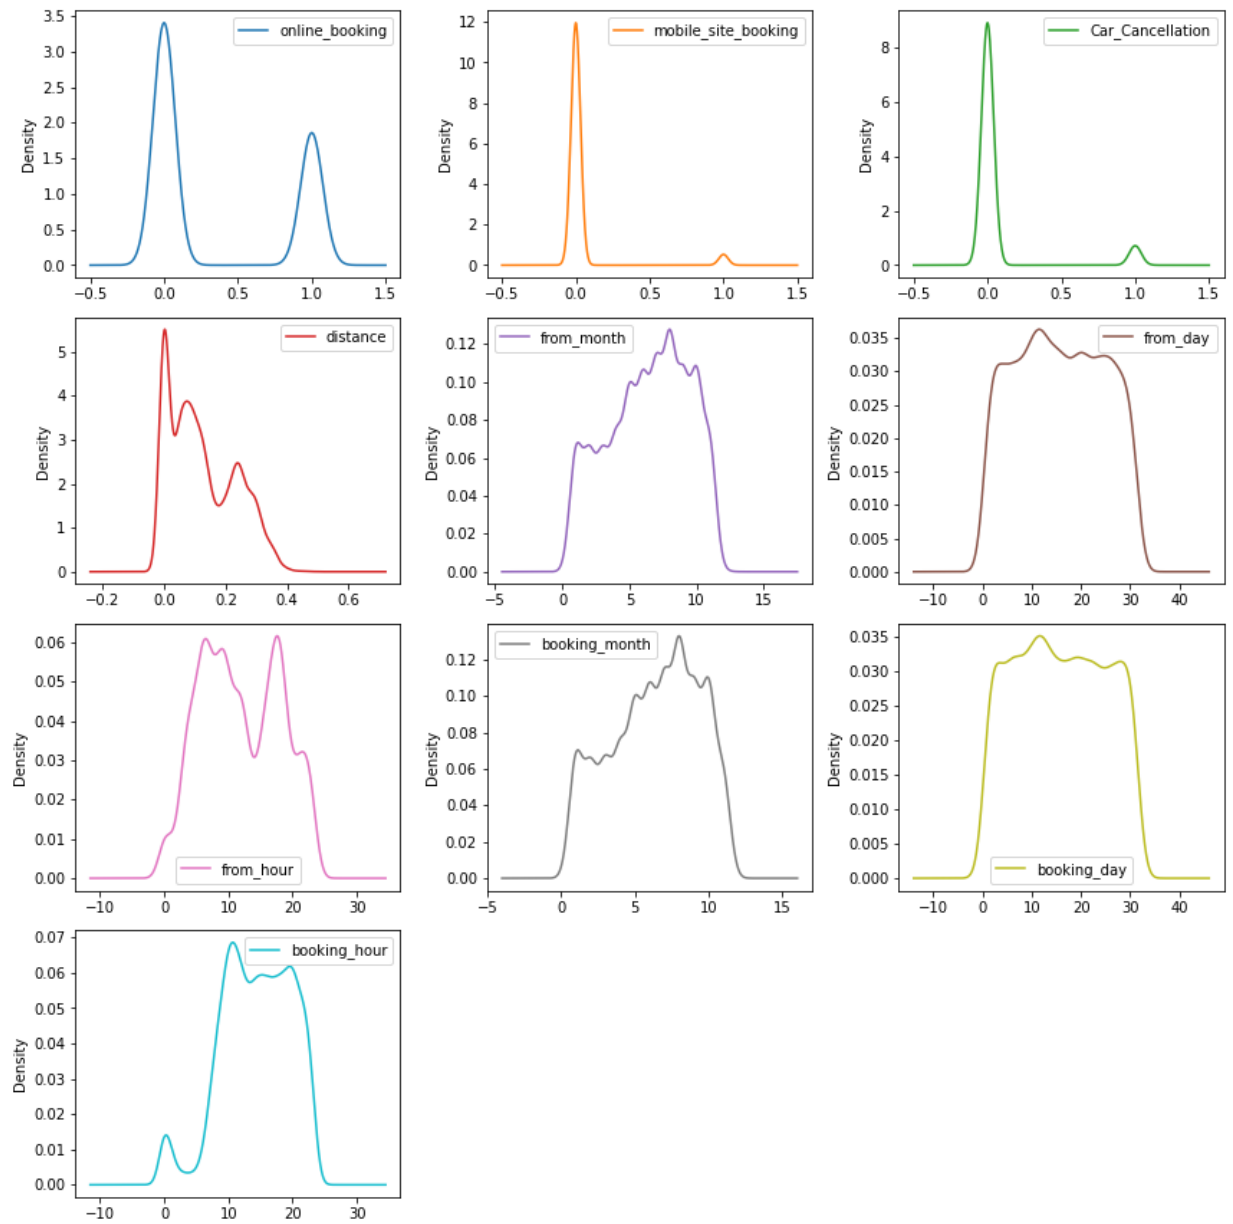 online_booking
3.5
3.0
2.5
2.0
1.5
1.0
0.5
0.0
Density
−0.5 0.0 0.5 1.0 1.5
mobile_site_booking
12
10
8
6
4
2
0
Density
−0.5 0.0 0.5 1.0 1.5
Car_Cancellation
8
6
4
2
0
Density
−0.5 0.0 0.5 1.0 1.5
distance
5
4
3
2
1
0
Density
−0.2 0.0 0.2 0.4 0.6
from_month
0.12
0.10
0.08
0.06
0.04
0.02
0.00
Density
−5 0 5 10 15
from_day
0.035
0.030
0.025
0.020
0.015
0.010
0.005
0.000
Density
−10 0 10 20 30 40
0.06
0.05
0.04
0.03
0.02
0.01
0.00
Density
from_hour
−10 0 10 20 30
booking_month
0.12
0.10
0.08
0.06
0.04
0.02
0.00
Density
−5 0 5 10 15
0.035
0.030
0.025
0.020
0.015
0.010
0.005
0.000
Density
booking_day
−10 0 10 20 30 40
booking_hour
0.07
0.06
0.05
0.04
0.03
0.02
0.01
0.00
Density
−10 0 10 20 30